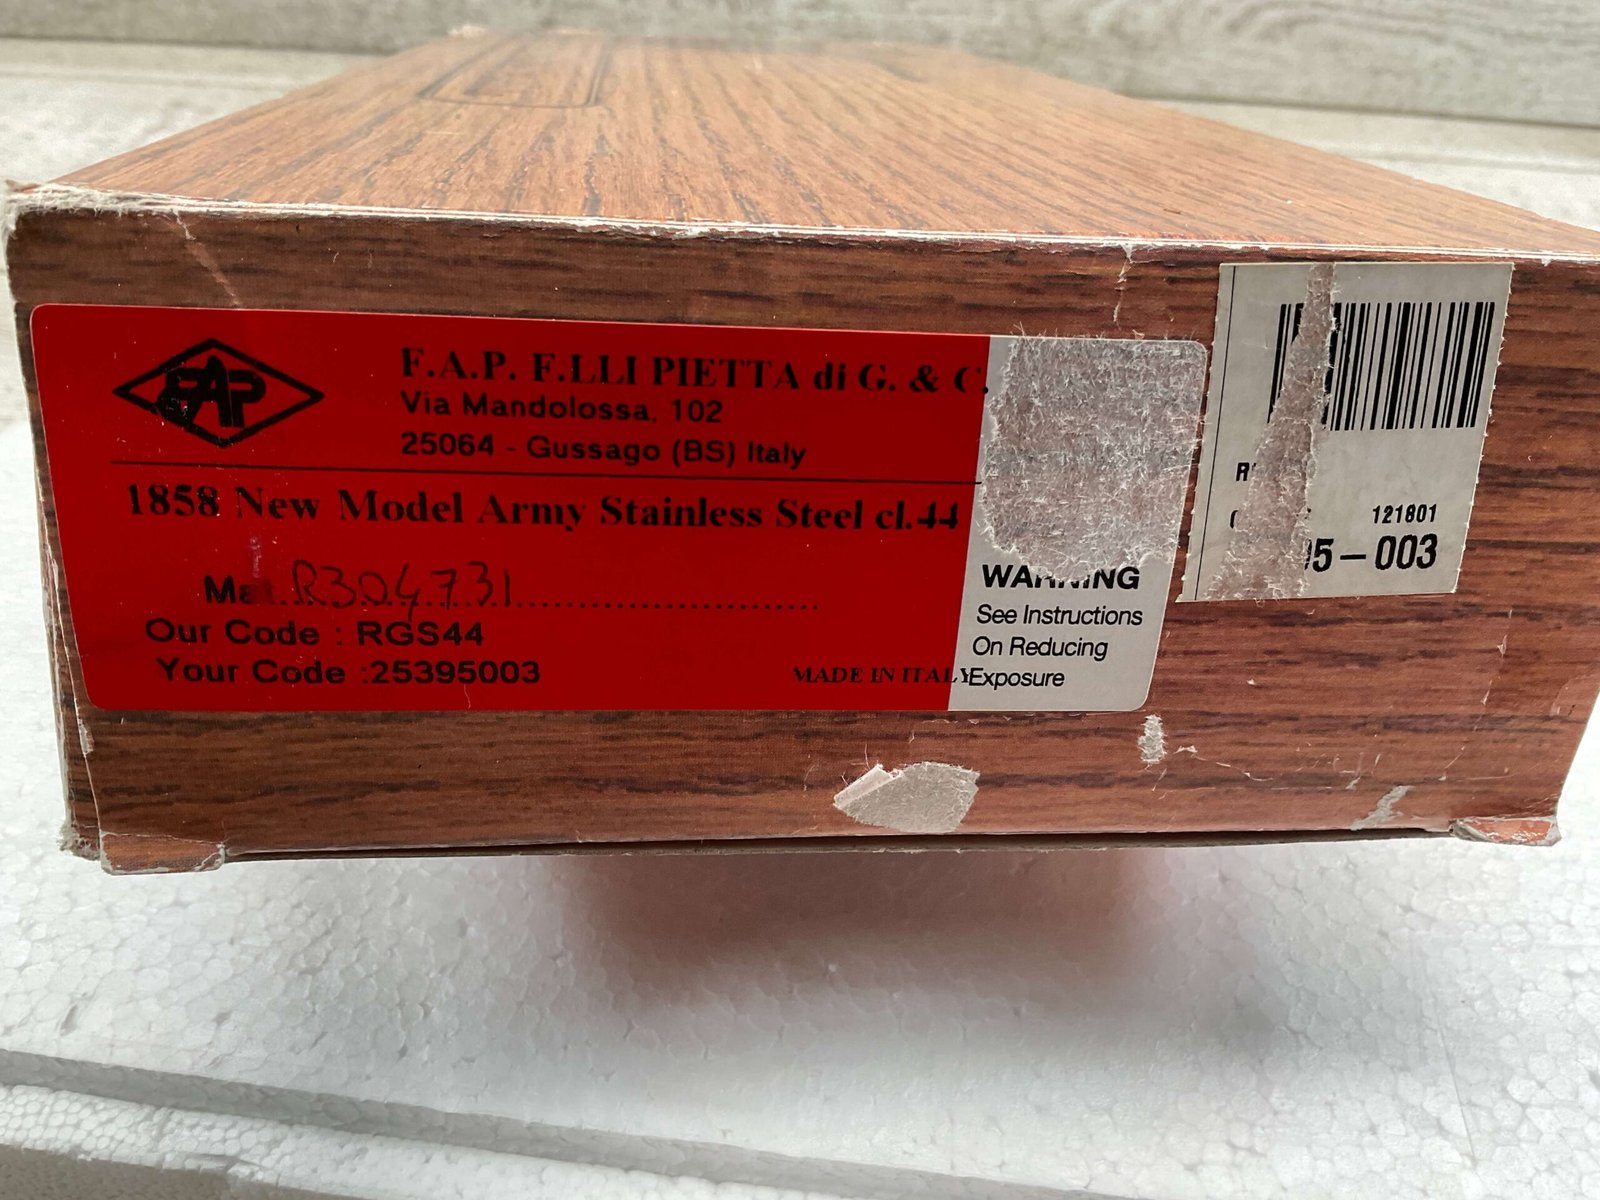 FAP
F.A.P. F.LLI PIETTA di G. & C.
Via Mandolossa, 102
25064 - Gussago (BS) Italy
1858 New Model Army Stainless Steel cl.44
R304731
Our Code : RGS44
Your Code :25395003
MADE IN ITALY
WARNING
See Instructions
On Reducing
Exposure
121801
5-003